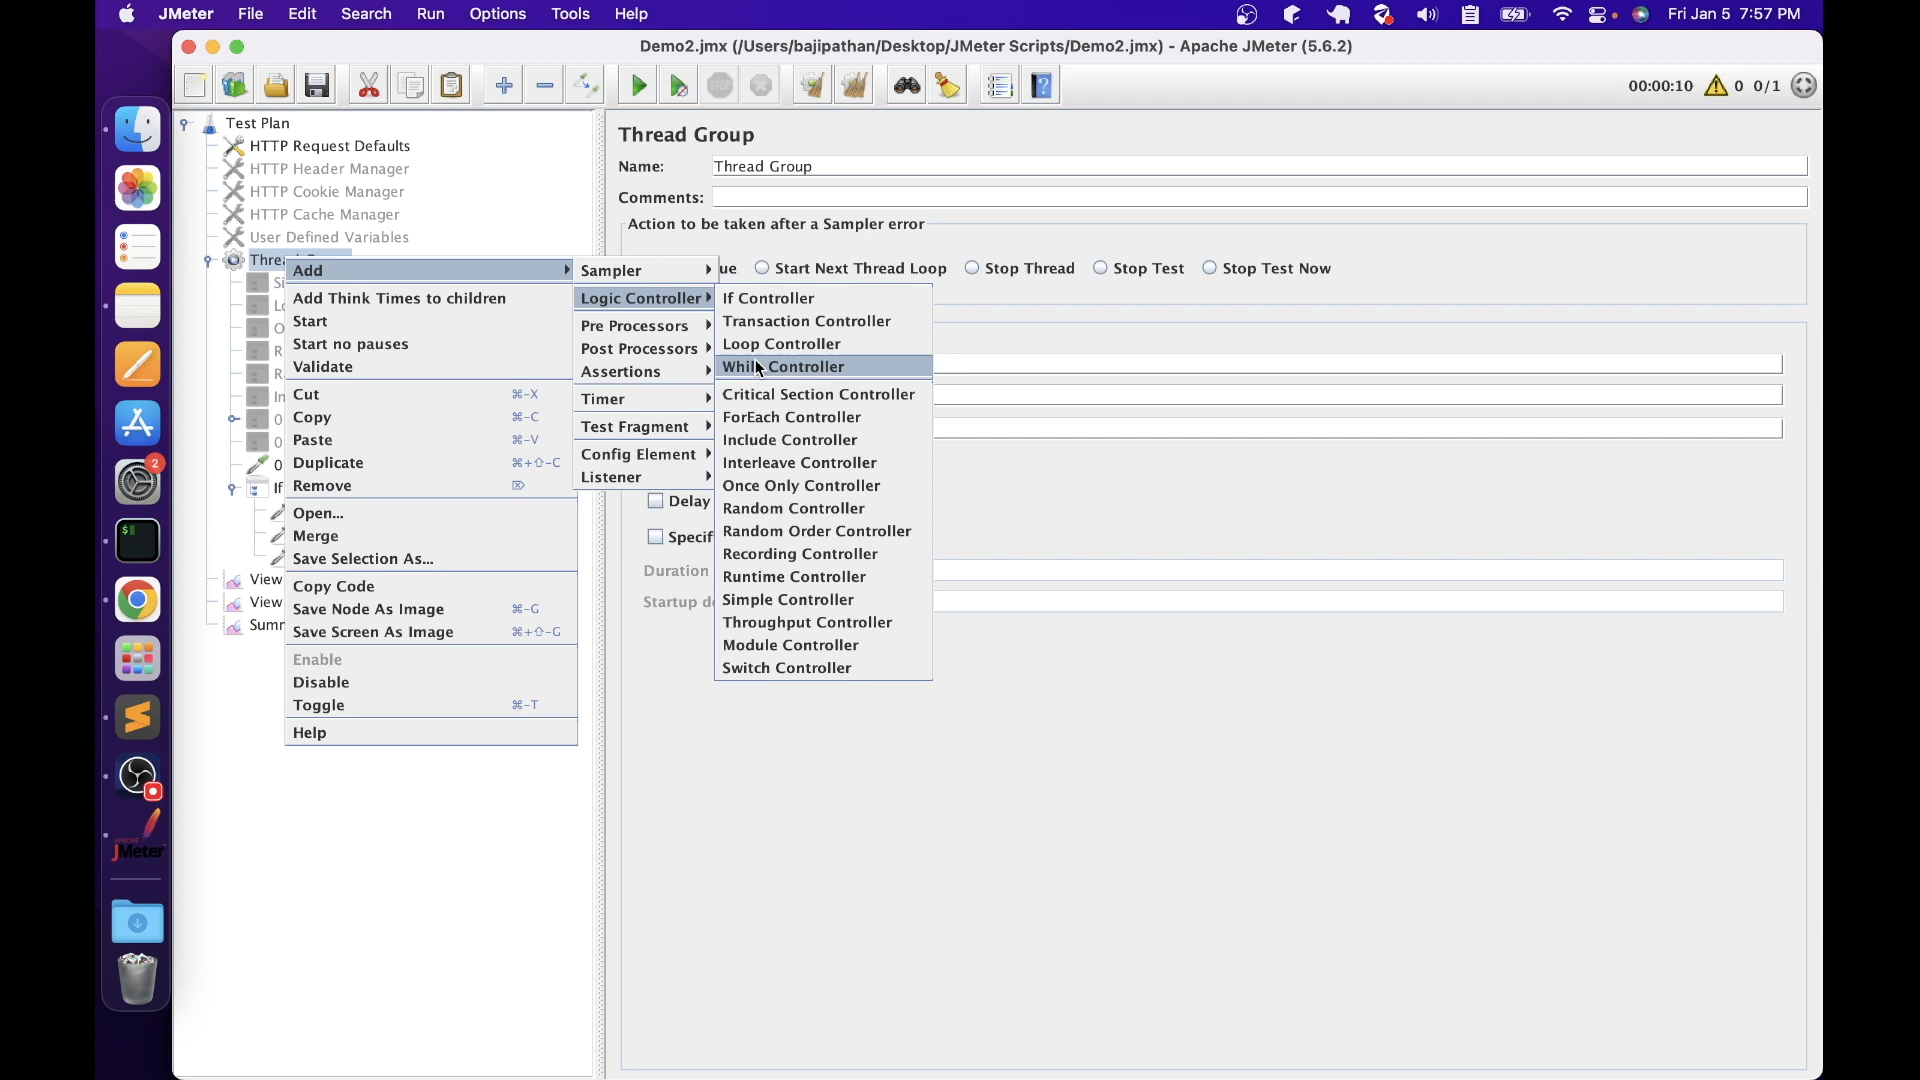 JMeter File Edit Search Run Options Tools Help Fri Jan 5 7:57 PM
Demo2.jmx (/Users/bajipathan/Desktop/JMeter Scripts/Demo2.jmx) - Apache JMeter (5.6.2)
STOP 00:00:10 0 0/1
Test Plan
HTTP Request Defaults
HTTP Header Manager
HTTP Cookie Manager
HTTP Cache Manager
User Defined Variables
If
View
View
Thread Group
Name: Thread Group
Comments:
Action to be taken after a Sampler error
Start Next Thread Loop Stop Thread Stop Test Stop Test Now
Delay
Duration
Startup
Add
Add Think Times to children
Start
Start no pauses
Validate
Cut ⌘-X
Copy ⌘-C
Paste ⌘-V
Duplicate ⌘+⇧-C
Remove ⌦
Open...
Merge
Save Selection As...
Copy Code
Save Node As Image ⌘-G
Save Screen As Image ⌘+⇧-G
Enable
Disable
Toggle ⌘-T
Help
Sampler
Logic Controller
Pre Processors
Post Processors
Assertions
Timer
Test Fragment
Config Element
Listener
If Controller
Transaction Controller
Loop Controller
While Controller
Critical Section Controller
ForEach Controller
Include Controller
Interleave Controller
Once Only Controller
Random Controller
Random Order Controller
Recording Controller
Runtime Controller
Simple Controller
Throughput Controller
Module Controller
Switch Controller
2
$
APACHE
JMeter